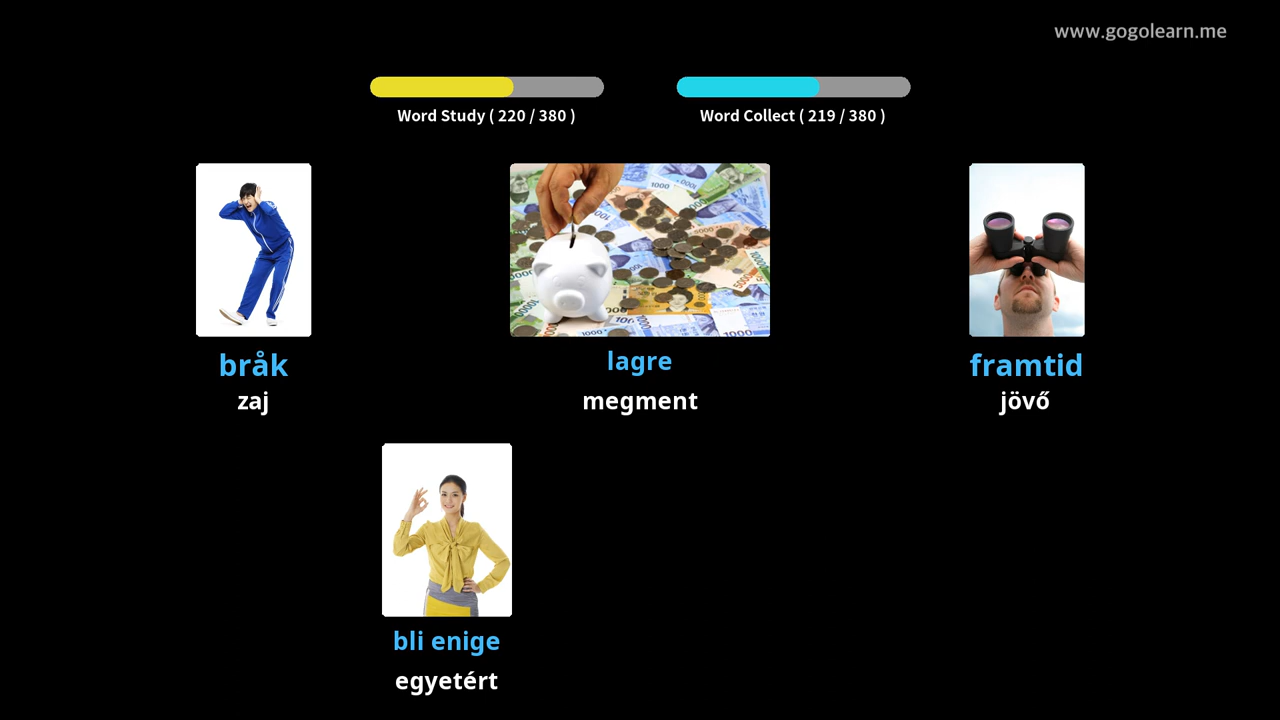 www.gogolearn.me
Word Study ( 220 / 380 )
Word Collect ( 219 / 380 )
bråk
zaj
lagre
megment
framtid
jövő
bli enige
egyetért